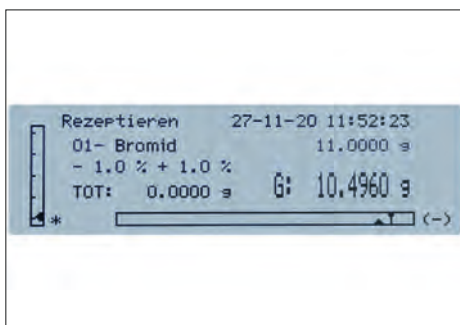 Rezeptieren 27-11-20 11:52:23
01- Bromid 11.0000 g
- 1.0 % + 1.0 %
TOT: 0.0000 g G: 10.4960 g
* (-)